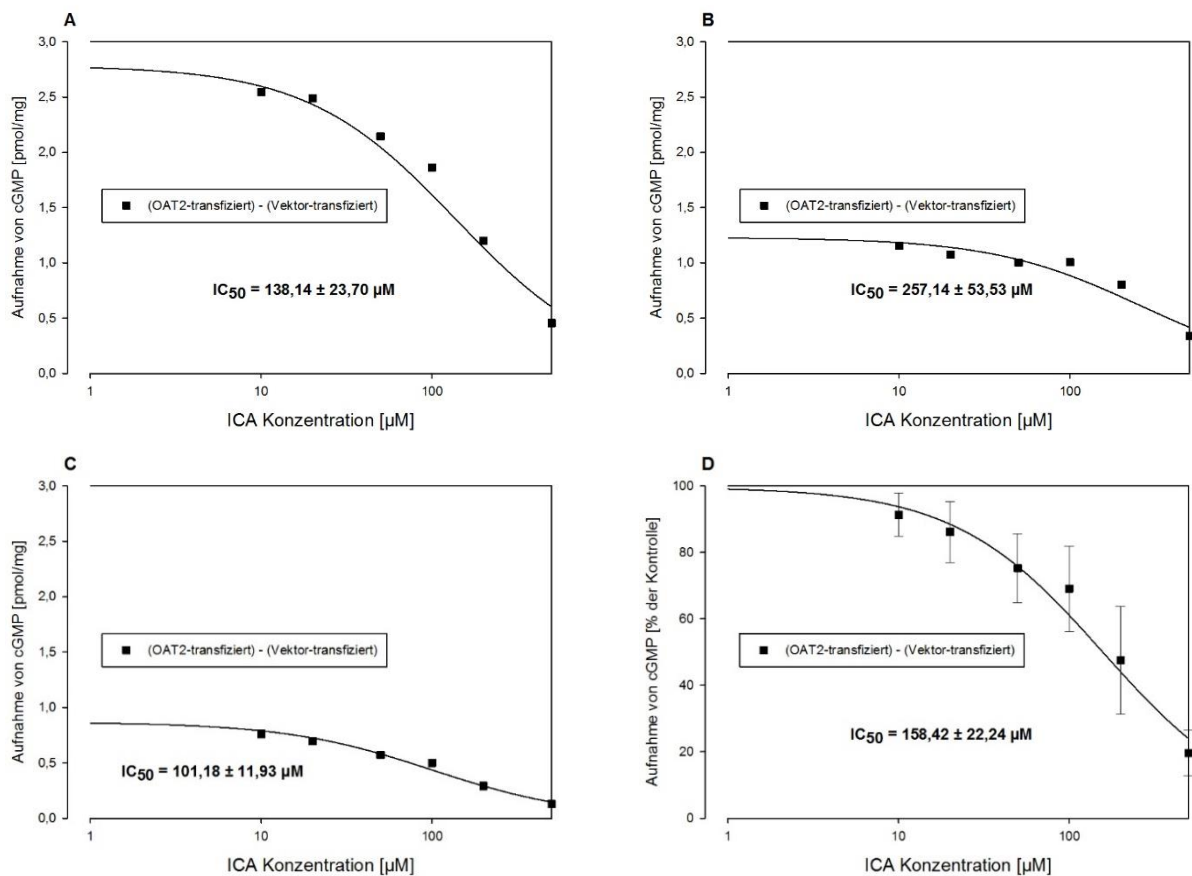 A
3,0
2,5
2,0
1,5
1,0
0,5
0,0
Aufnahme von cGMP [pmol/mg]
(OAT2-transfiziert) - (Vektor-transfiziert)
IC50 = 138,14 ± 23,70 µM
1 10 100
ICA Konzentration [µM]
B
3,0
2,5
2,0
1,5
1,0
0,5
0,0
Aufnahme von cGMP [pmol/mg]
(OAT2-transfiziert) - (Vektor-transfiziert)
IC50 = 257,14 ± 53,53 µM
1 10 100
ICA Konzentration [µM]
C
3,0
2,5
2,0
1,5
1,0
0,5
0,0
Aufnahme von cGMP [pmol/mg]
(OAT2-transfiziert) - (Vektor-transfiziert)
IC50 = 101,18 ± 11,93 µM
1 10 100
ICA Konzentration [µM]
D
100
80
60
40
20
0
Aufnahme von cGMP [% der Kontrolle]
(OAT2-transfiziert) - (Vektor-transfiziert)
IC50 = 158,42 ± 22,24 µM
1 10 100
ICA Konzentration [µM]